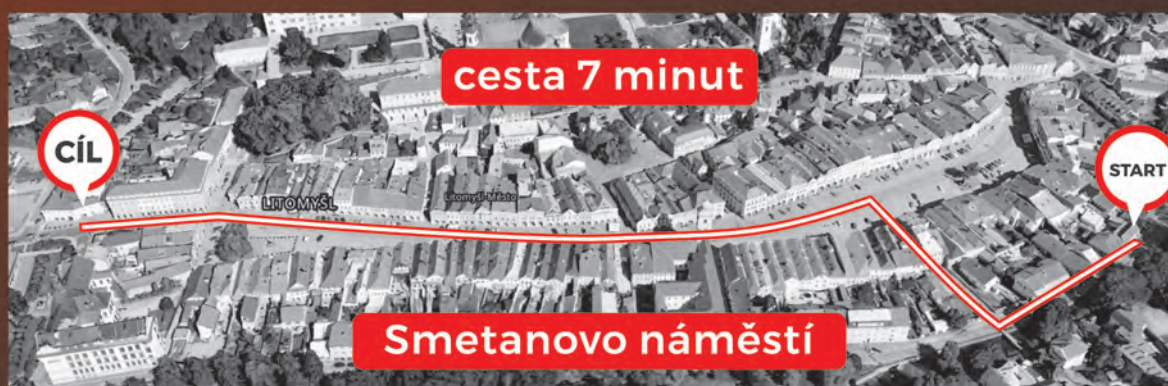 cesta 7 minut
CÍL
START
LITOMYŠL
Litomyšl-Město
Smetanovo náměstí